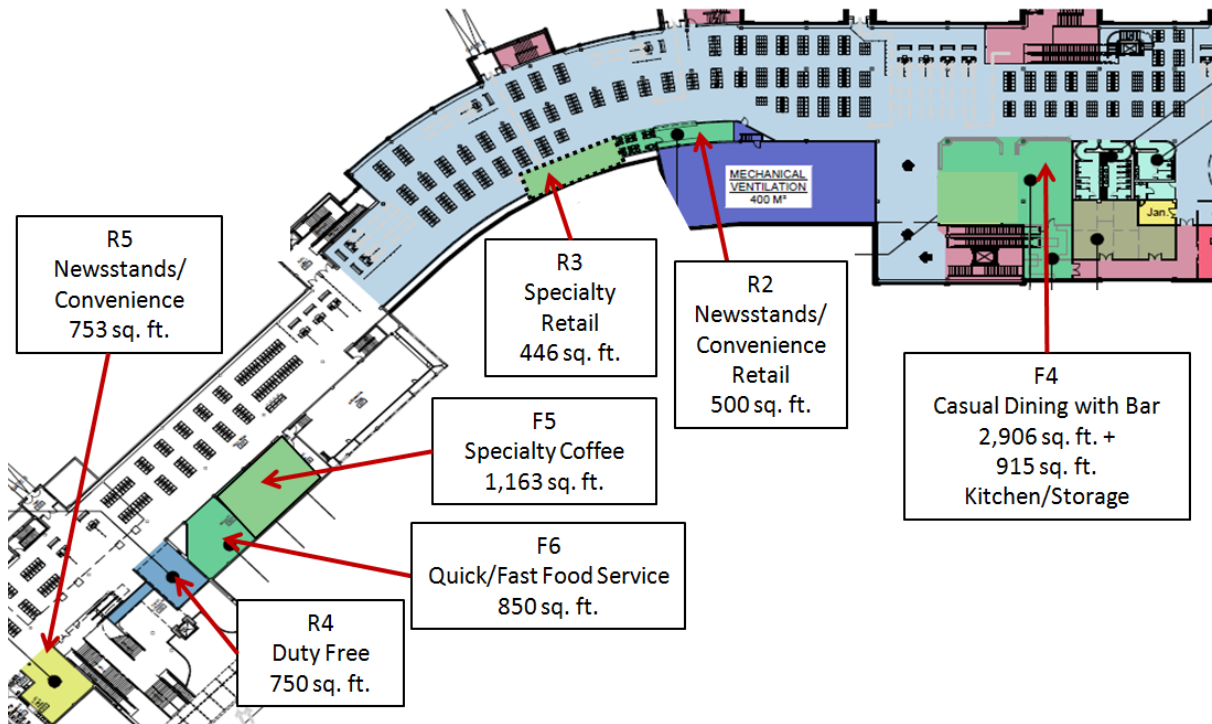 MECHANICAL
VENTILATION
400 M²
Jan.
R5
Newsstands/
Convenience
753 sq. ft.
R3
Specialty
Retail
446 sq. ft.
R2
Newsstands/
Convenience
Retail
500 sq. ft.
F4
Casual Dining with Bar
2,906 sq. ft. +
915 sq. ft.
Kitchen/Storage
F5
Specialty Coffee
1,163 sq. ft.
F6
Quick/Fast Food Service
850 sq. ft.
R4
Duty Free
750 sq. ft.